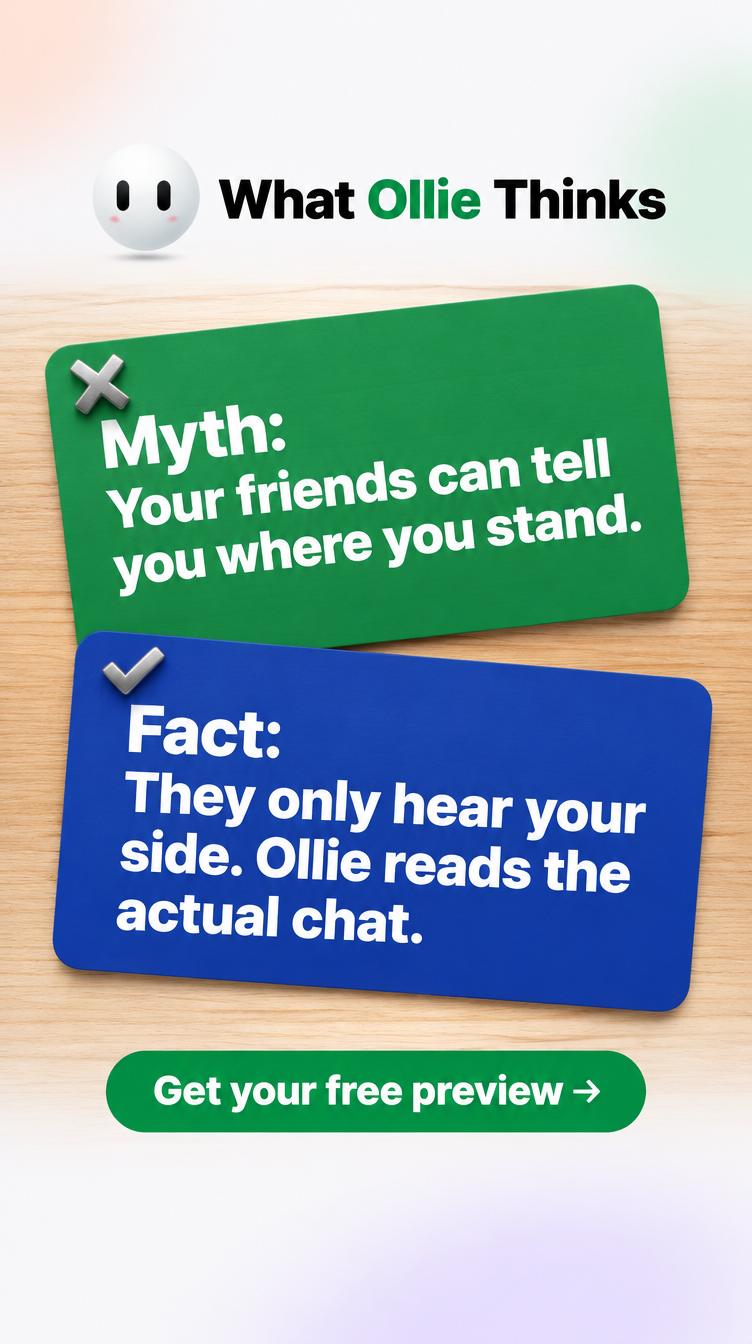 What Ollie Thinks
Myth:
Your friends can tell
you where you stand.
Fact:
They only hear your
side. Ollie reads the
actual chat.
Get your free preview →